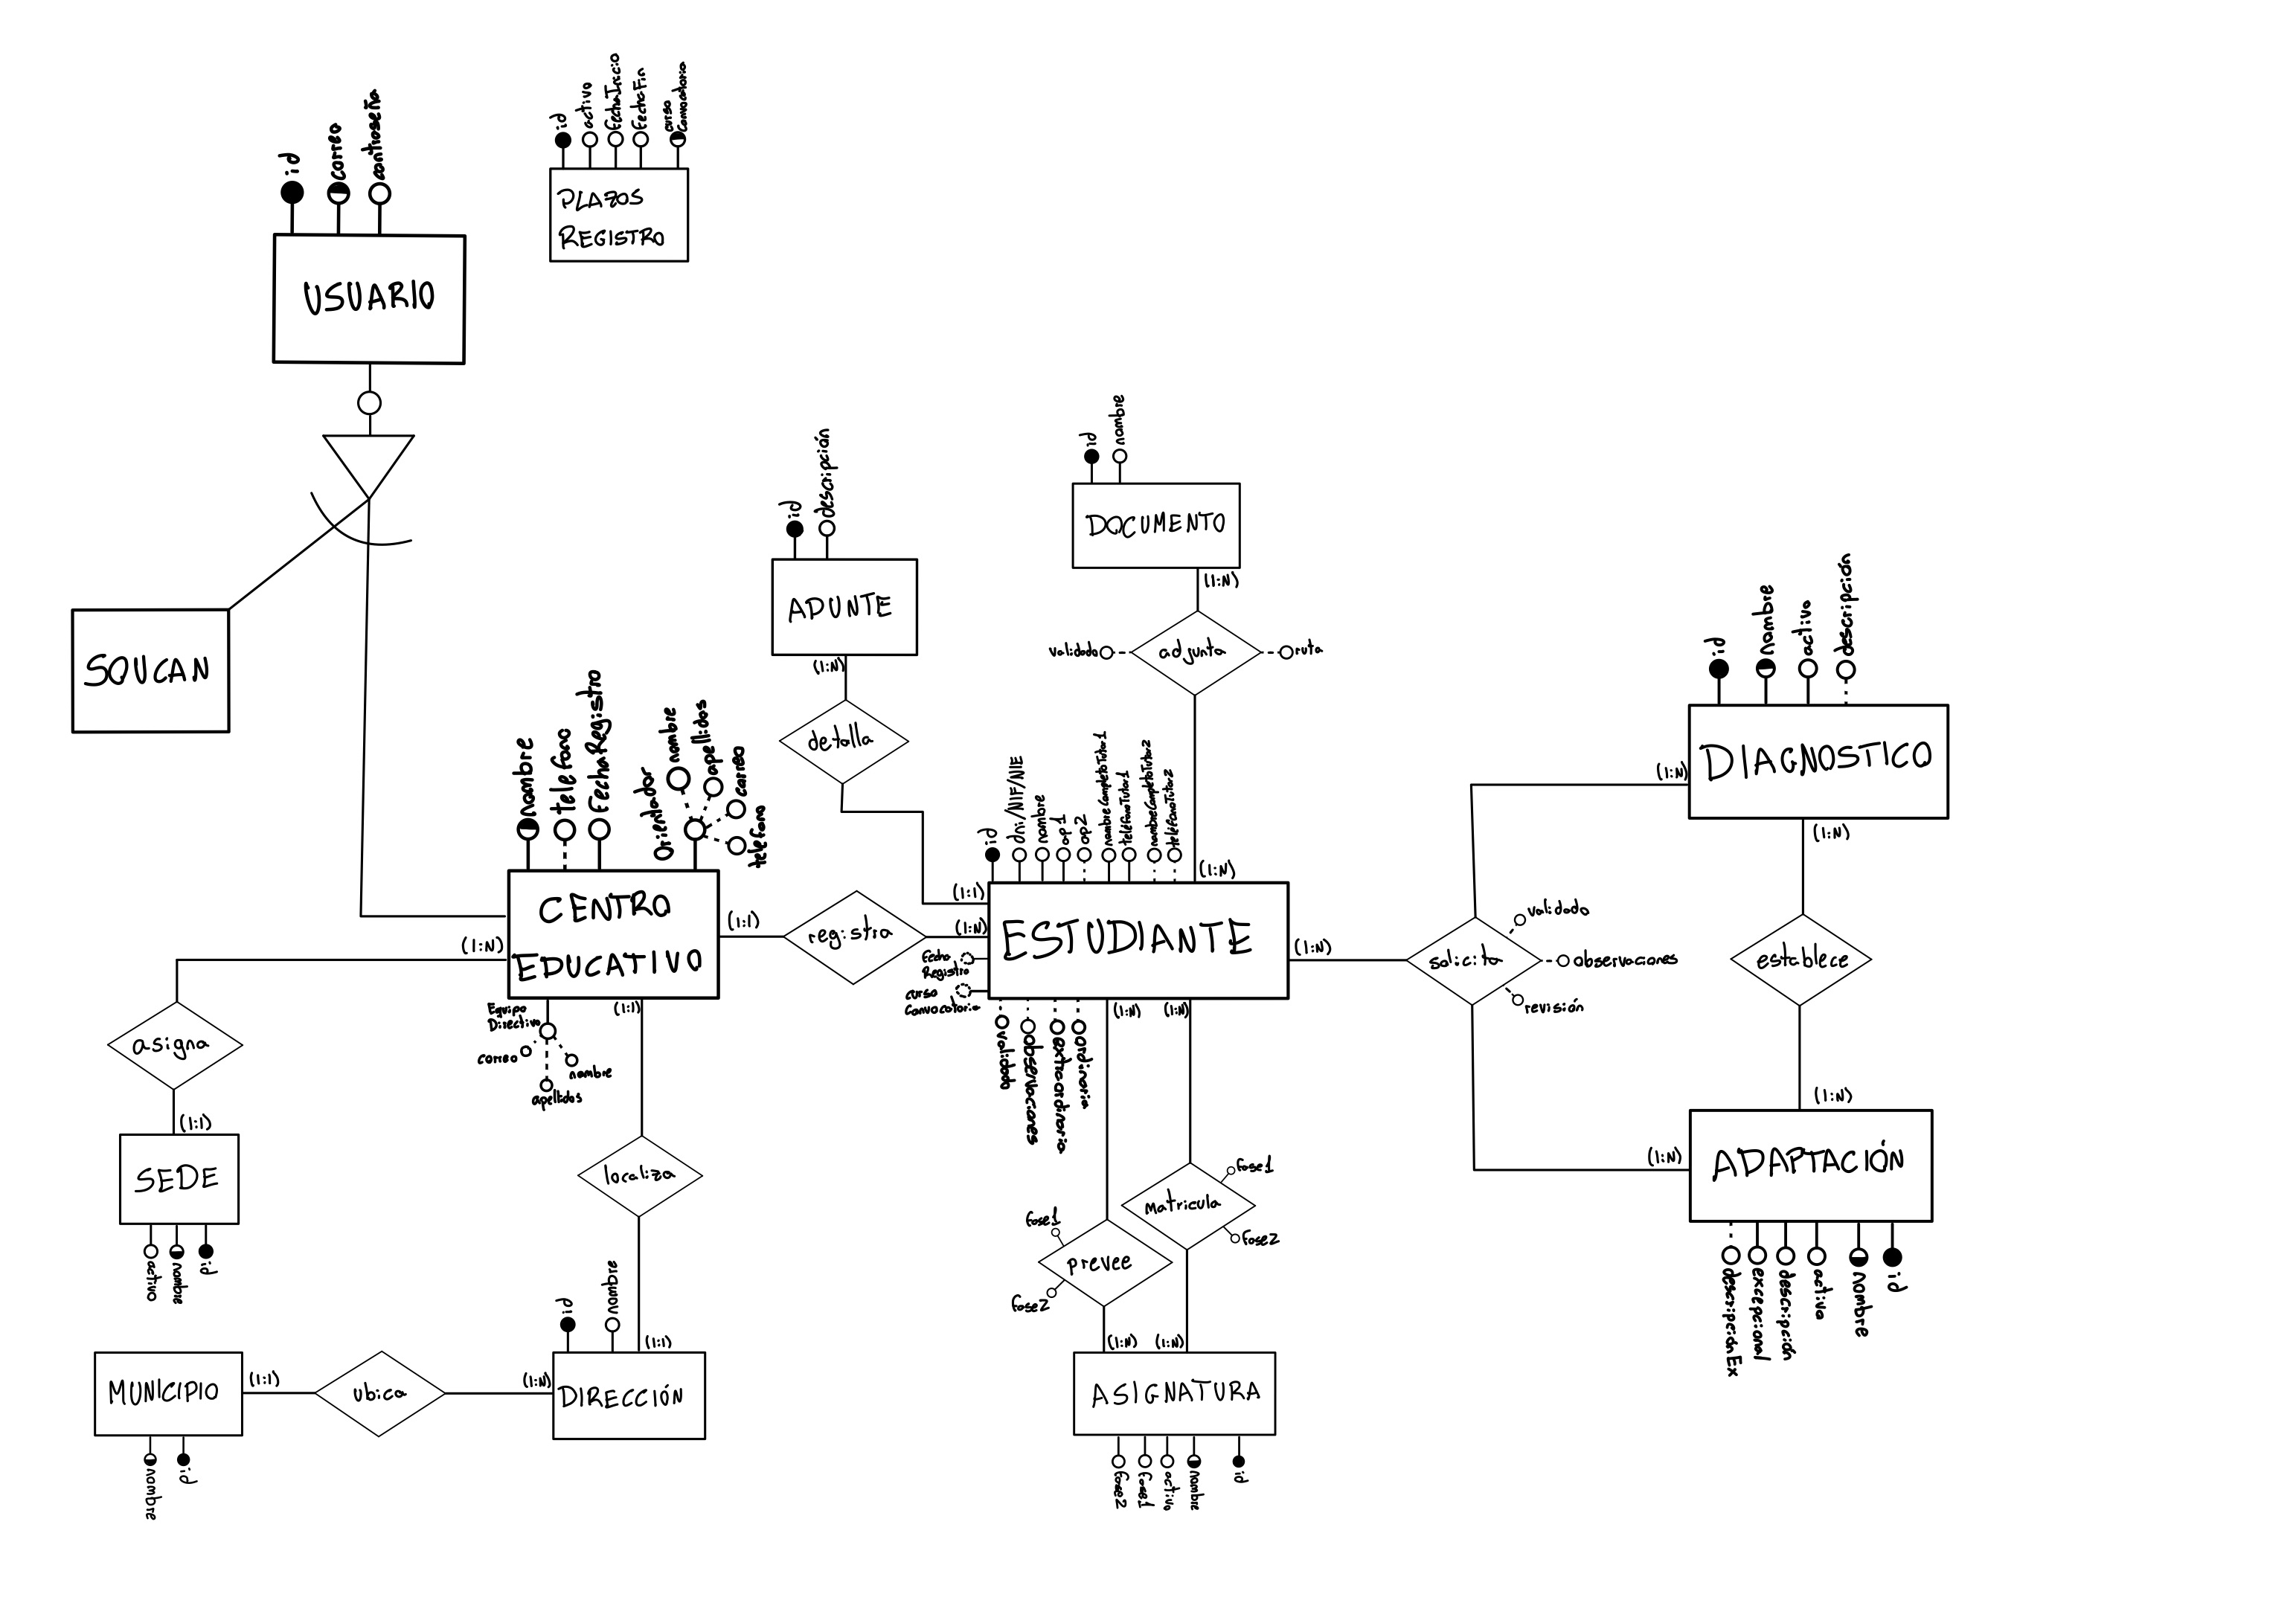 id
correo
contraseña
USUARIO
id
activo
fechaInicio
fechaFin
curso
Convocatoria
PLAZOS
REGISTRO
SOUCAN
id
descripción
APUNTE
(1:N)
detalla
id
nombre
DOCUMENTO
(1:N)
validado
adjunta
ruta
id
nombre
activo
descripción
DIAGNOSTICO
(1:N)
(1:N)
nombre
telefono
fechaRegistro
Orientador
nombre
apellidos
correo
telefono
CENTRO
EDUCATIVO
(1:N)
(1:1)
registra
(1:N)
(1:1)
id
dni/NIF/NIE
nombre
ap1
ap2
nombreCompletoTutor1
teléfonoTutor1
nombreCompletoTutor2
teléfonoTutor2
(1:N)
ESTUDIANTE
fecha
Registro
curso
Convocatoria
validado
observaciones
extraordinaria
ordinaria
(1:N)
solicita
validado
observaciones
revisión
establece
(1:N)
(1:N)
ADAPTACIÓN
descripciónEx
excepcional
descripción
activo
nombre
id
Equipo
Directivo
correo
apellidos
nombre
(1:1)
asigna
(1:1)
SEDE
activo
nombre
id
localiza
(1:N)
(1:N)
matricula
fase1
fase2
fase1
prevee
fase2
(1:N)
(1:N)
ASIGNATURA
fase2
fase1
activo
nombre
id
id
nombre
(1:1)
DIRECCIÓN
(1:N)
ubica
(1:1)
MUNICIPIO
nombre
id